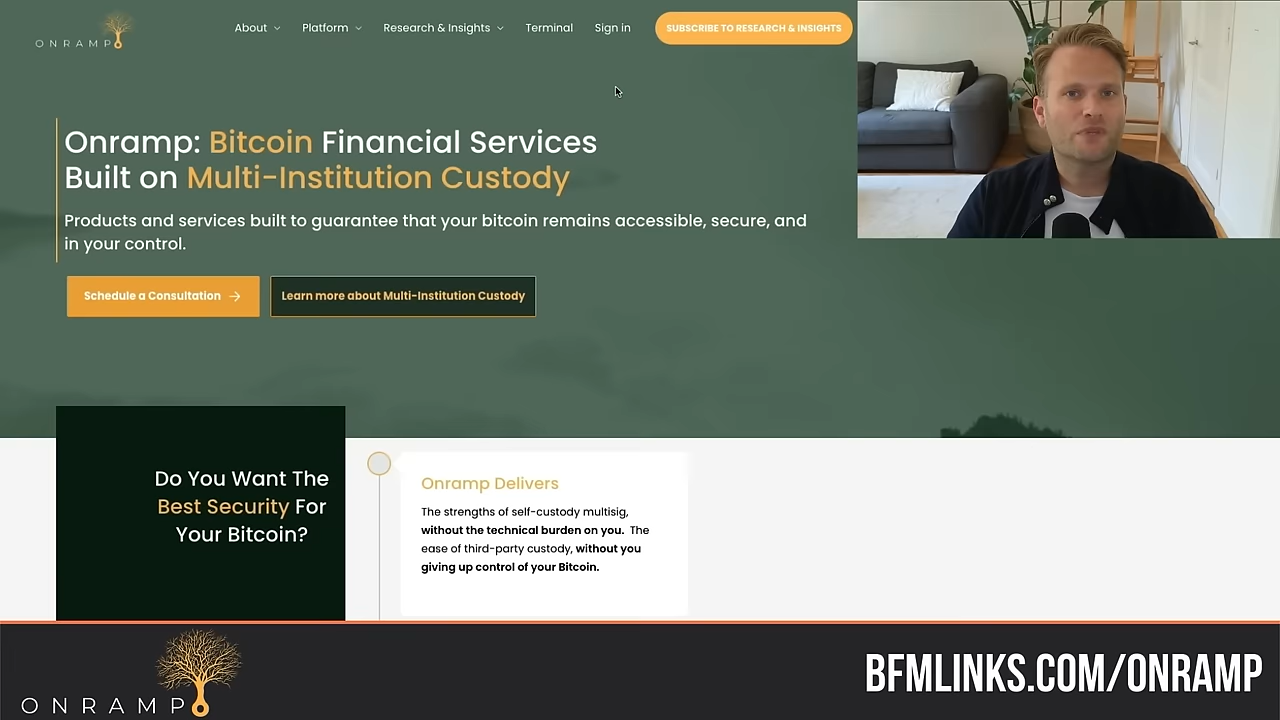 ONRAMP
About
Platform
Research & Insights
Terminal
Sign in
SUBSCRIBE TO RESEARCH & INSIGHTS
Onramp: Bitcoin Financial Services
Built on Multi-Institution Custody
Products and services built to guarantee that your bitcoin remains accessible, secure, and
in your control.
Schedule a Consultation →
Learn more about Multi-Institution Custody
Do You Want The
Best Security For
Your Bitcoin?
Onramp Delivers
The strengths of self-custody multisig,
without the technical burden on you. The
ease of third-party custody, without you
giving up control of your Bitcoin.
ONRAMP
BFMLINKS.COM/ONRAMP